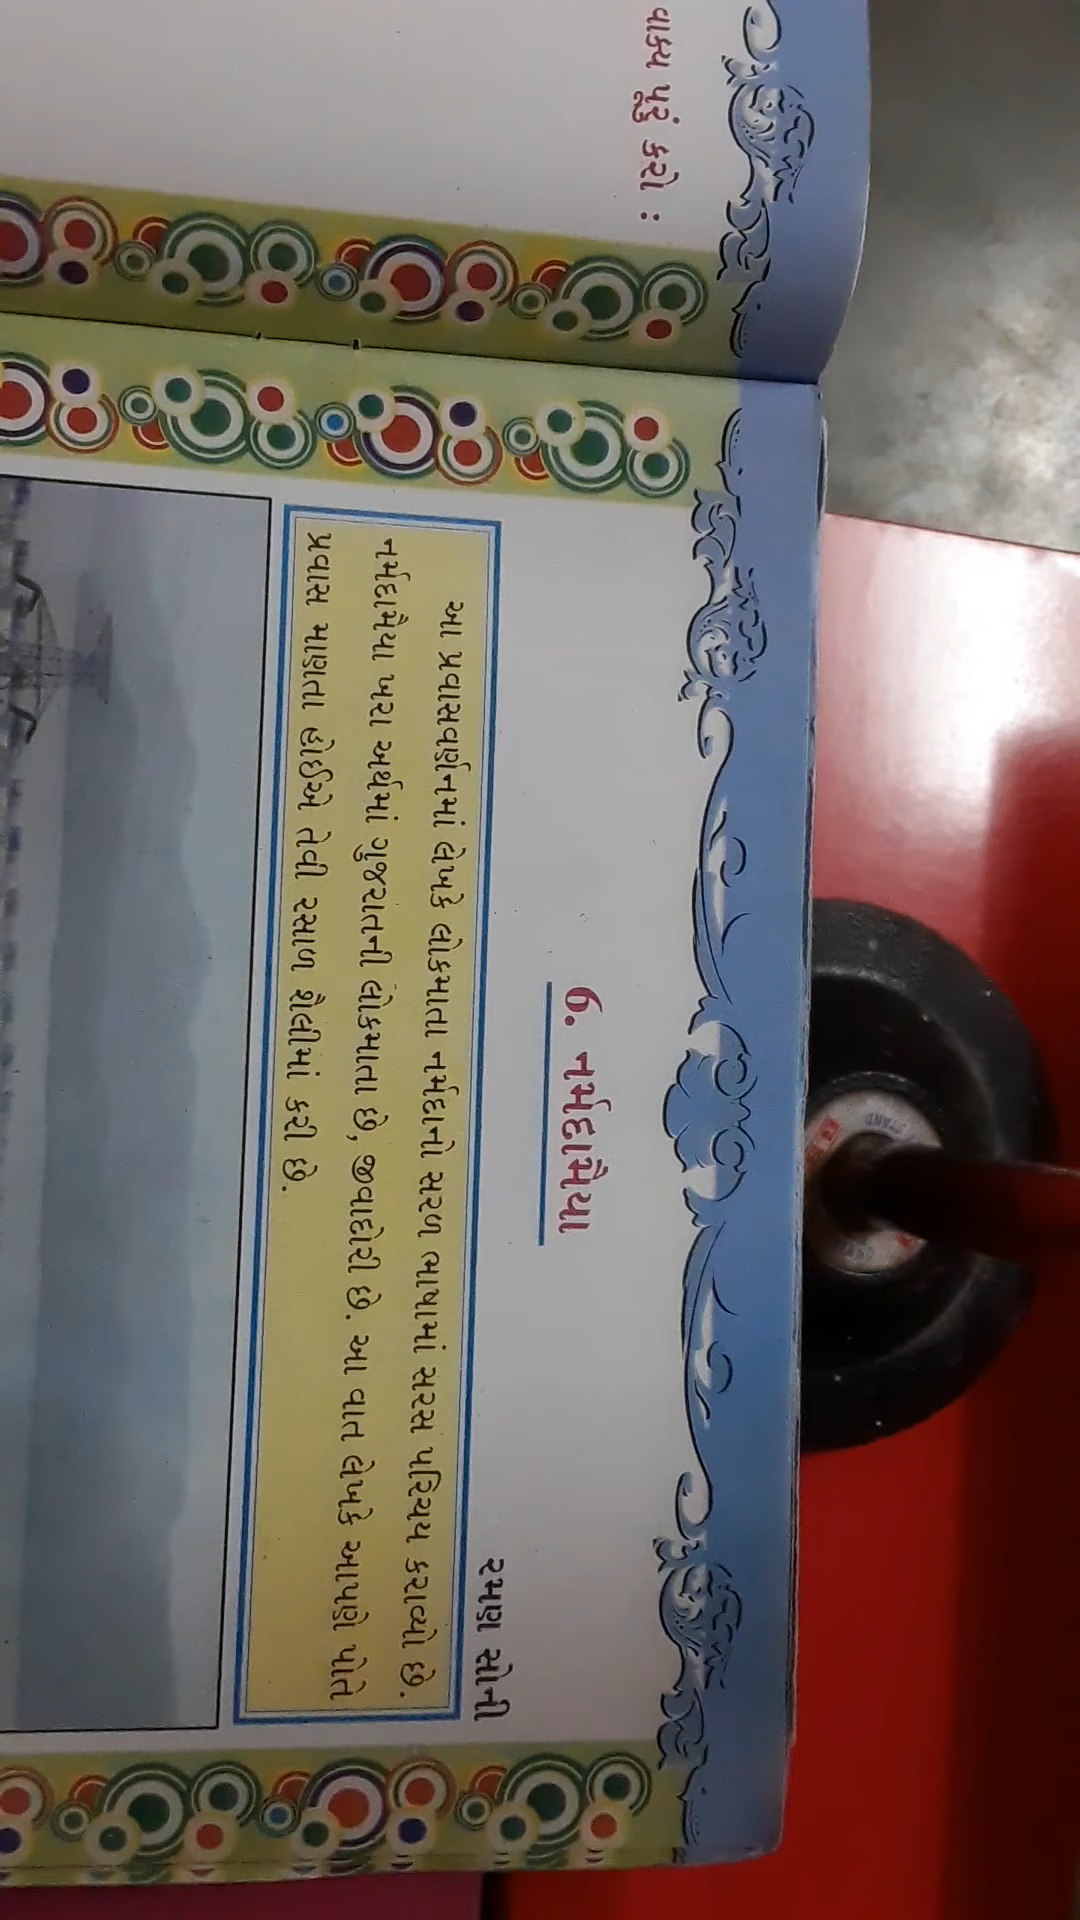 વાક્ય પૂરું કરો :
6. નર્મદામૈયા
રમણ સોની
આ પ્રવાસવર્ણનમાં લેખકે લોકમાતા નર્મદાનો સરળ ભાષામાં સરસ પરિચય કરાવ્યો છે.
નર્મદામૈયા ખરા અર્થમાં ગુજરાતની લોકમાતા છે, જીવાદોરી છે. આ વાત લેખકે આપણે પોતે
પ્રવાસ માણતા હોઈએ તેવી રસાળ શૈલીમાં કરી છે.